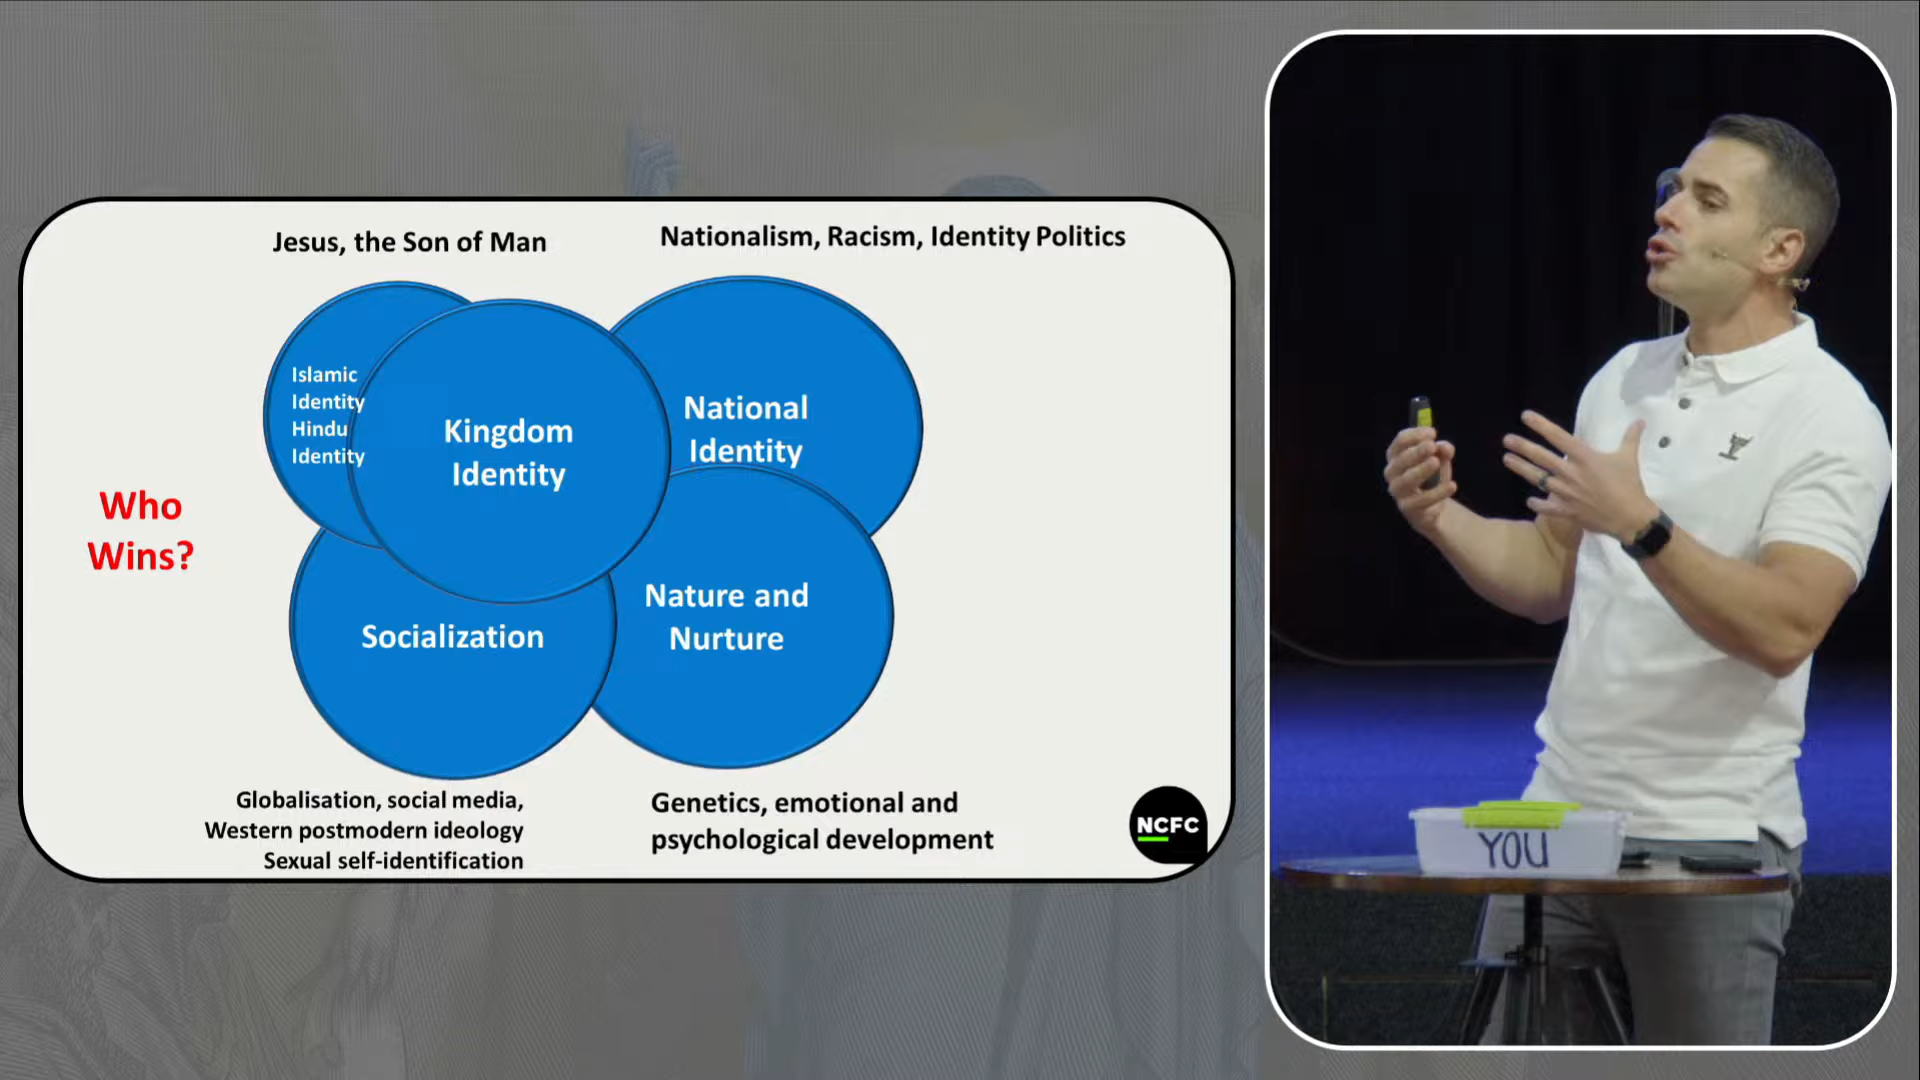 Jesus, the Son of Man
Nationalism, Racism, Identity Politics
Islamic
Identity
Hindu
Identity
Kingdom
Identity
National
Identity
Who
Wins?
Socialization
Nature and
Nurture
Globalisation, social media,
Western postmodern ideology
Sexual self-identification
Genetics, emotional and
psychological development
NCFC
YOU